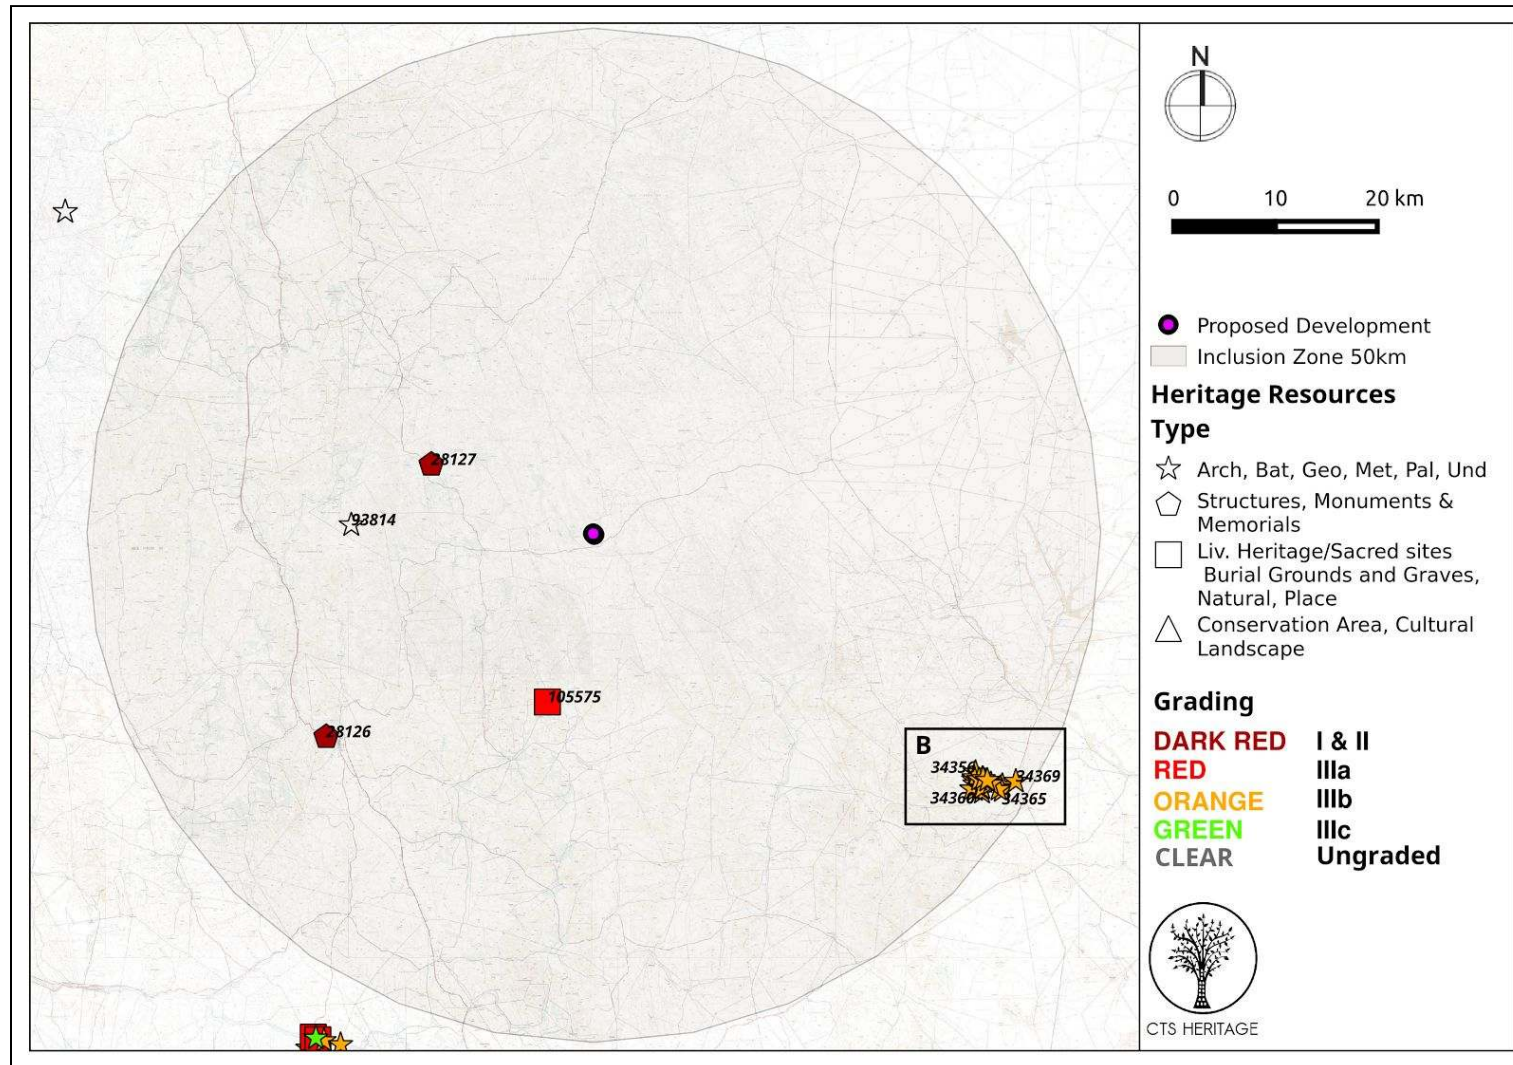 28127
93814
105575
28126
B
34356
34369
34360
34365
N
0 10 20 km
Proposed Development
Inclusion Zone 50km
Heritage Resources
Type
Arch, Bat, Geo, Met, Pal, Und
Structures, Monuments &
Memorials
Liv. Heritage/Sacred sites
Burial Grounds and Graves,
Natural, Place
Conservation Area, Cultural
Landscape
Grading
DARK RED I & II
RED IIIa
ORANGE IIIb
GREEN IIIc
CLEAR Ungraded
CTS HERITAGE